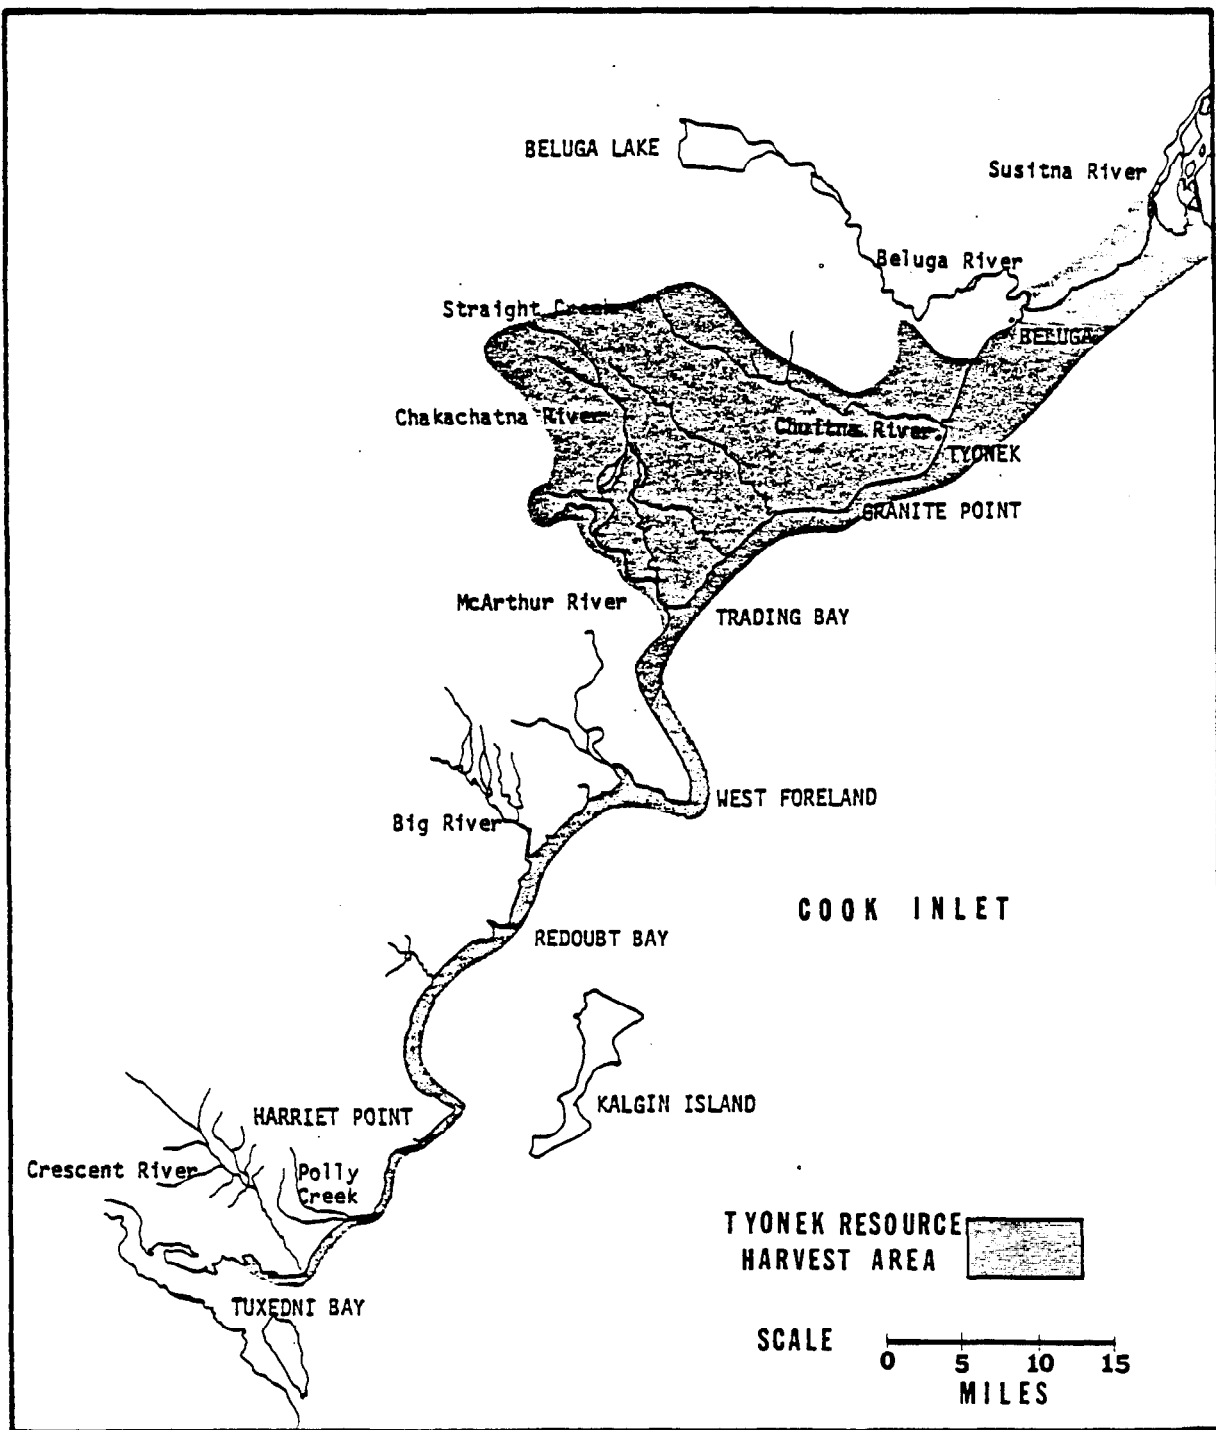 BELUGA LAKE
Susitna River
Beluga River
Straight Creek
BELUGA
Chakachatna River
Chuitna River
TYONEK
GRANITE POINT
McArthur River
TRADING BAY
WEST FORELAND
Big River
COOK INLET
REDOUBT BAY
KALGIN ISLAND
HARRIET POINT
Crescent River
Polly
Creek
TYONEK RESOURCE
HARVEST AREA
TUXEDNI BAY
SCALE
0 5 10 15
MILES